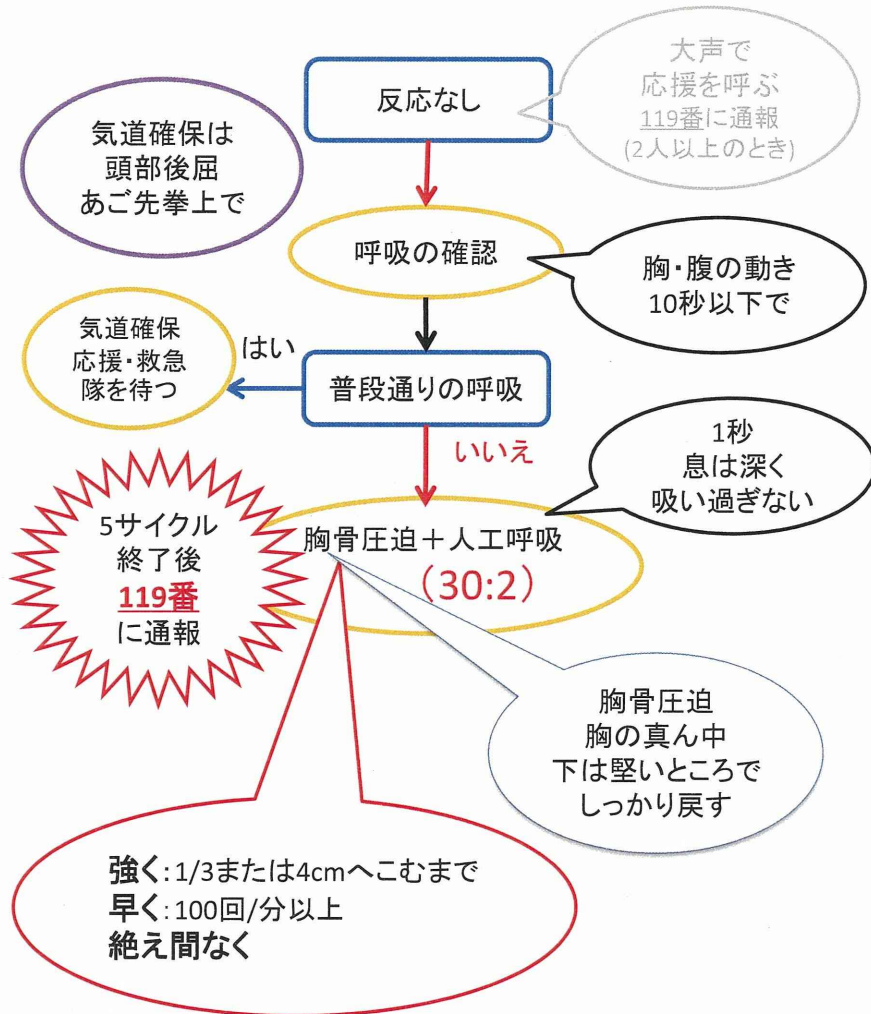 反応なし
大声で
応援を呼ぶ
119番に通報
(2人以上のとき)
気道確保は
頭部後屈
あご先拳上で
呼吸の確認
胸・腹の動き
10秒以下で
気道確保
応援・救急
隊を待つ
はい
普段通りの呼吸
いいえ
1秒
息は深く
吸い過ぎない
5サイクル
終了後
119番
に通報
胸骨圧迫＋人工呼吸
（30:2）
胸骨圧迫
胸の真ん中
下は堅いところで
しっかり戻す
強く：1/3または4cmへこむまで
早く：100回/分以上
絶え間なく